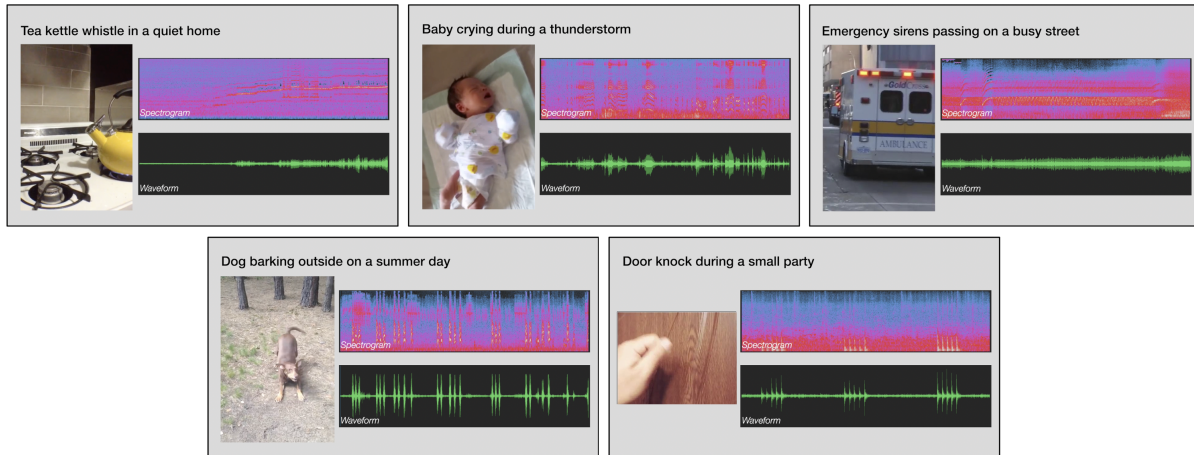 Tea kettle whistle in a quiet home
Spectrogram
Waveform
Baby crying during a thunderstorm
Spectrogram
Waveform
Emergency sirens passing on a busy street
Gold
AMBULANCE
Spectrogram
Waveform
Dog barking outside on a summer day
Spectrogram
Waveform
Door knock during a small party
Spectrogram
Waveform